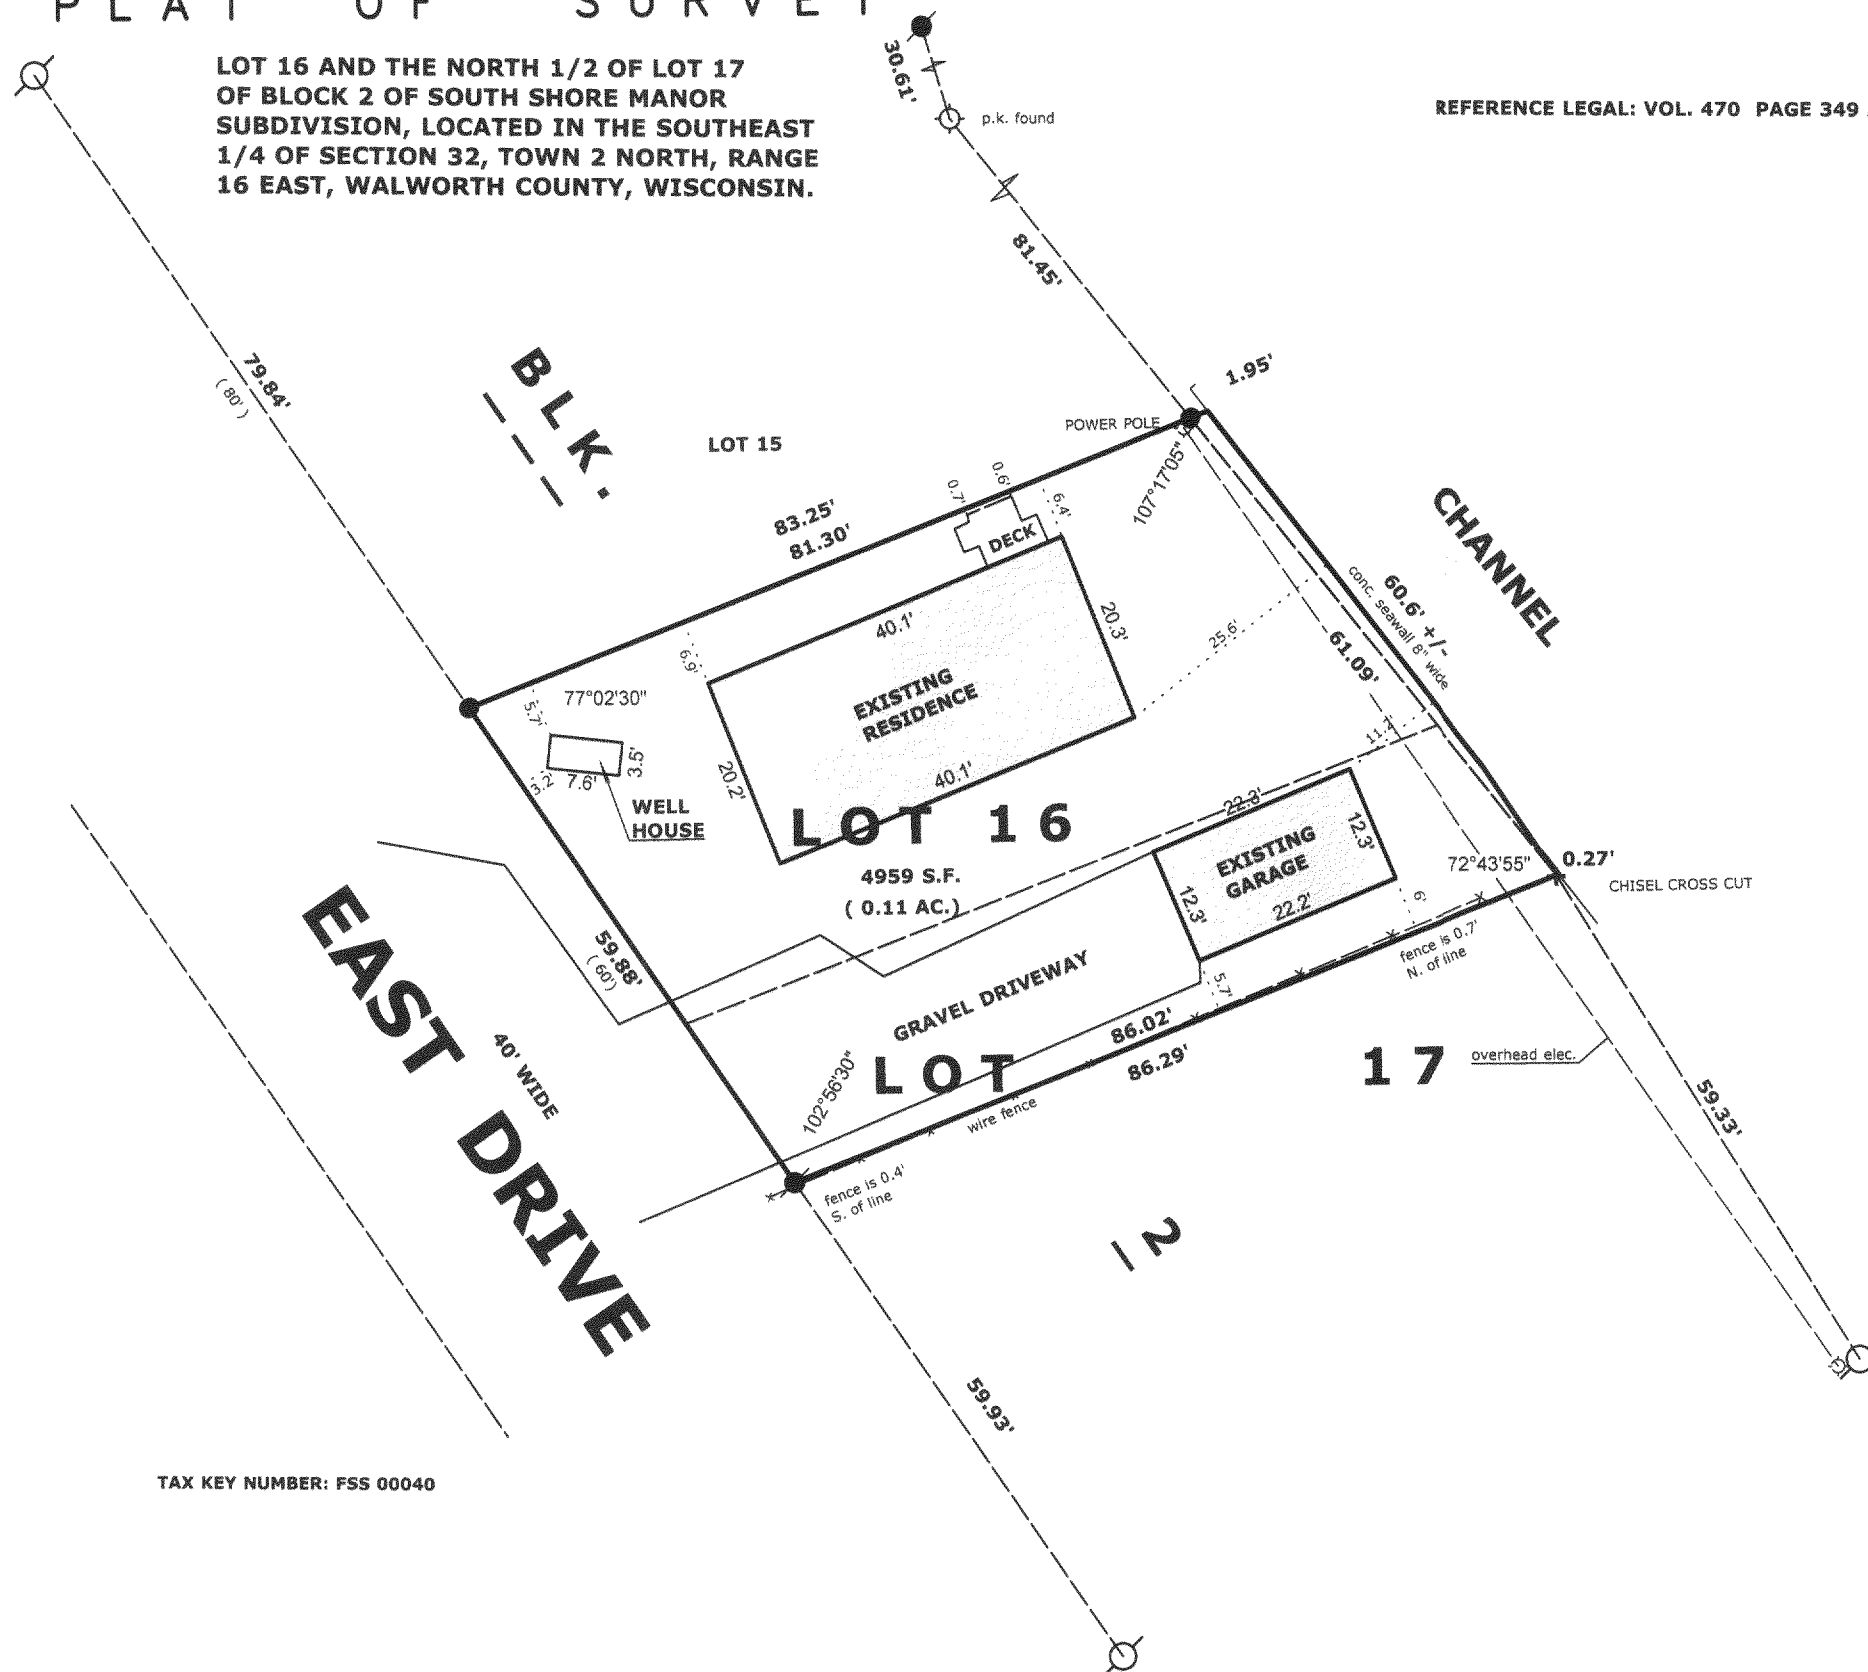 PLAT OF SURVEY
LOT 16 AND THE NORTH 1/2 OF LOT 17
OF BLOCK 2 OF SOUTH SHORE MANOR
SUBDIVISION, LOCATED IN THE SOUTHEAST
1/4 OF SECTION 32, TOWN 2 NORTH, RANGE
16 EAST, WALWORTH COUNTY, WISCONSIN.
30.61'
p.k. found
REFERENCE LEGAL: VOL. 470 PAGE 349
81.45'
79.84'
( 80' )
BLK.
LOT 15
1.95'
POWER POLE
107°17'05"
83.25'
81.30'
0.7'
0.6'
6.4'
DECK
CHANNEL
60.6' +/-
conc. seawall 8" wide
61.09'
40.1'
20.3'
25.6'
6.9'
EXISTING
RESIDENCE
77°02'30"
5.7'
3.5'
3.2'
7.6'
WELL
HOUSE
20.2'
40.1'
LOT 16
4959 S.F.
( 0.11 AC.)
11.2'
22.3'
EXISTING
GARAGE
12.3'
12.3'
22.2'
72°43'55"
0.27'
CHISEL CROSS CUT
6'
fence is 0.7'
N. of line
5.7'
59.88'
( 60')
EAST DRIVE
40' WIDE
GRAVEL DRIVEWAY
86.02'
86.29'
LOT 17
overhead elec.
102°56'30"
wire fence
fence is 0.4'
S. of line
59.33'
2
59.93'
TAX KEY NUMBER: FSS 00040